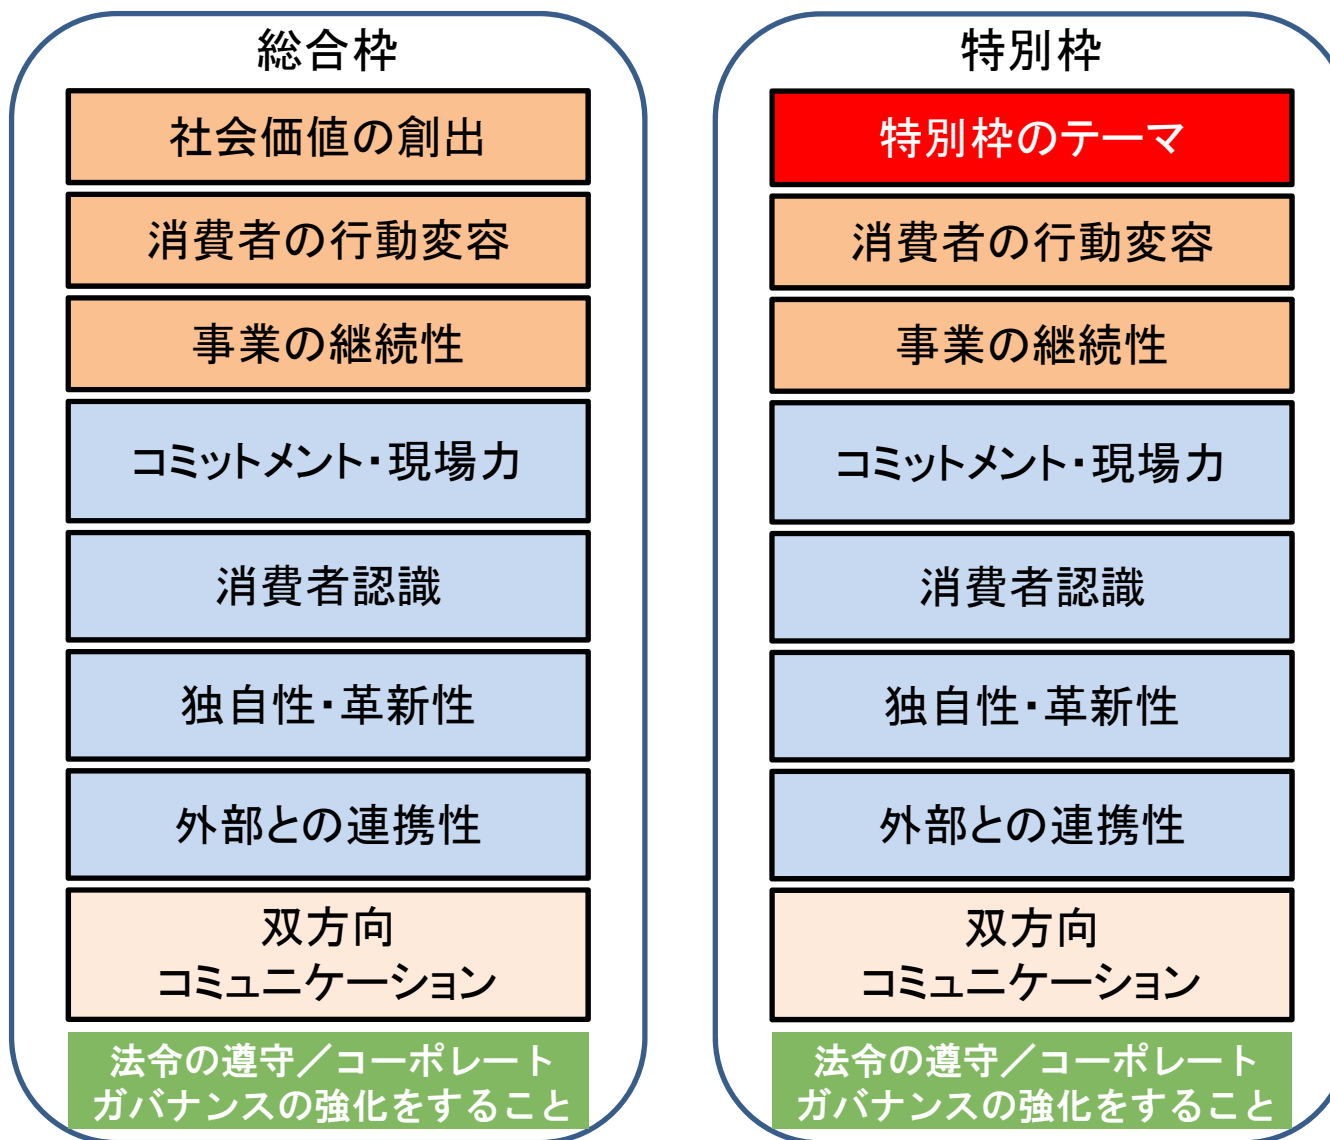 総合枠
社会価値の創出
消費者の行動変容
事業の継続性
コミットメント・現場力
消費者認識
独自性・革新性
外部との連携性
双方向
コミュニケーション
法令の遵守／コーポレート
ガバナンスの強化をすること
特別枠
特別枠のテーマ
消費者の行動変容
事業の継続性
コミットメント・現場力
消費者認識
独自性・革新性
外部との連携性
双方向
コミュニケーション
法令の遵守／コーポレート
ガバナンスの強化をすること